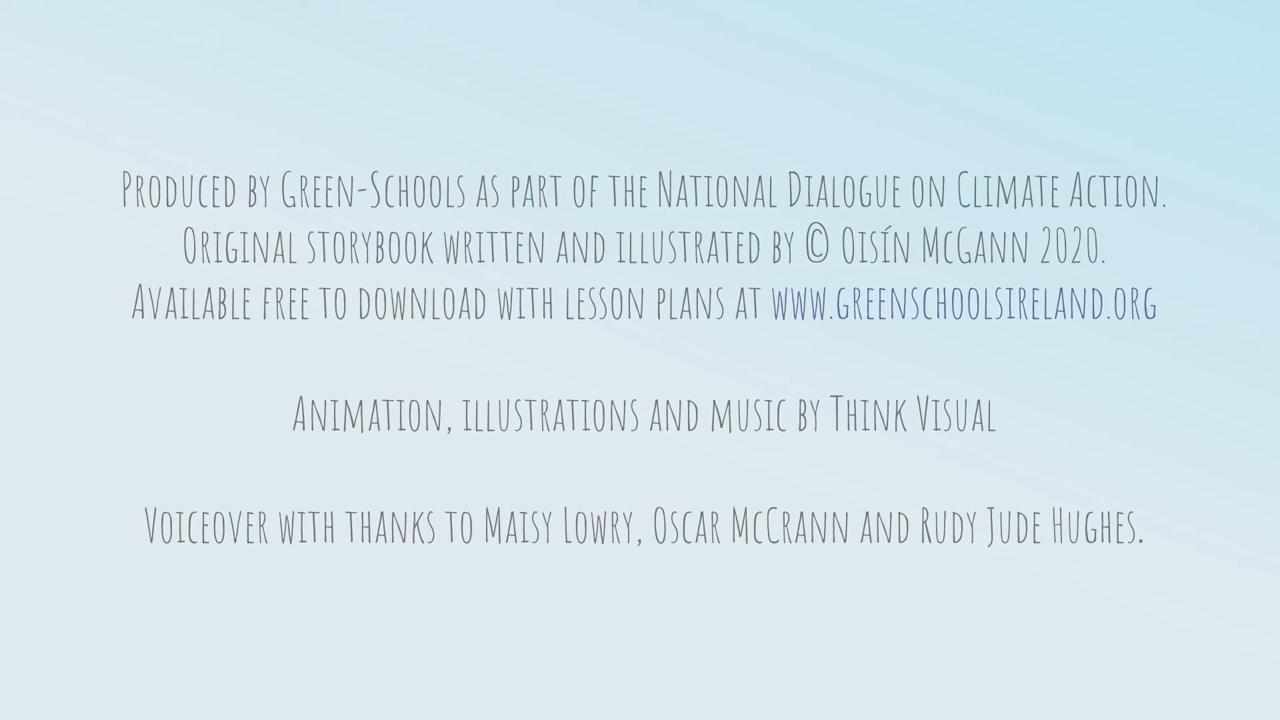 Produced by Green-Schools as part of the National Dialogue on Climate Action.
Original storybook written and illustrated by © Oisín McGann 2020.
Available free to download with lesson plans at www.greenschoolsireland.org
Animation, illustrations and music by Think Visual
Voiceover with thanks to Maisy Lowry, Oscar McCrann and Rudy Jude Hughes.